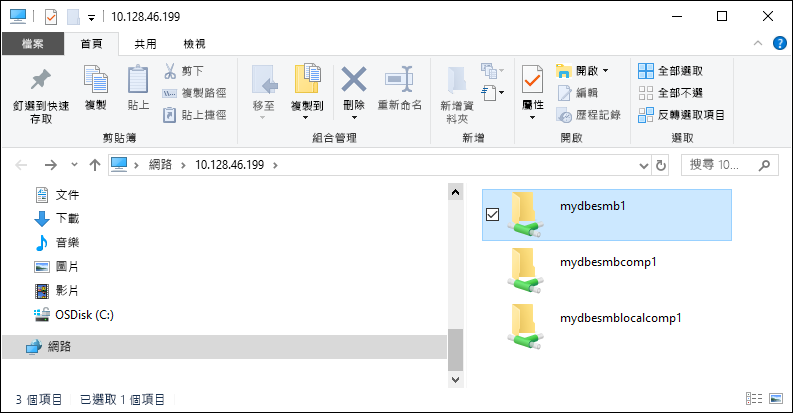 10.128.46.199
檔案
首頁
共用
檢視
釘選到快速
存取
複製
貼上
剪下
複製路徑
貼上捷徑
剪貼簿
移至
複製到
刪除
重新命名
組合管理
新增資
料夾
新增
屬性
開啟
編輯
歷程記錄
開啟
全部選取
全部不選
反轉選取項目
選取
網路 10.128.46.199
搜尋 10...
文件
下載
音樂
圖片
影片
OSDisk (C:)
網路
mydbesmb1
mydbesmbcomp1
mydbesmblocalcomp1
3 個項目 已選取 1 個項目